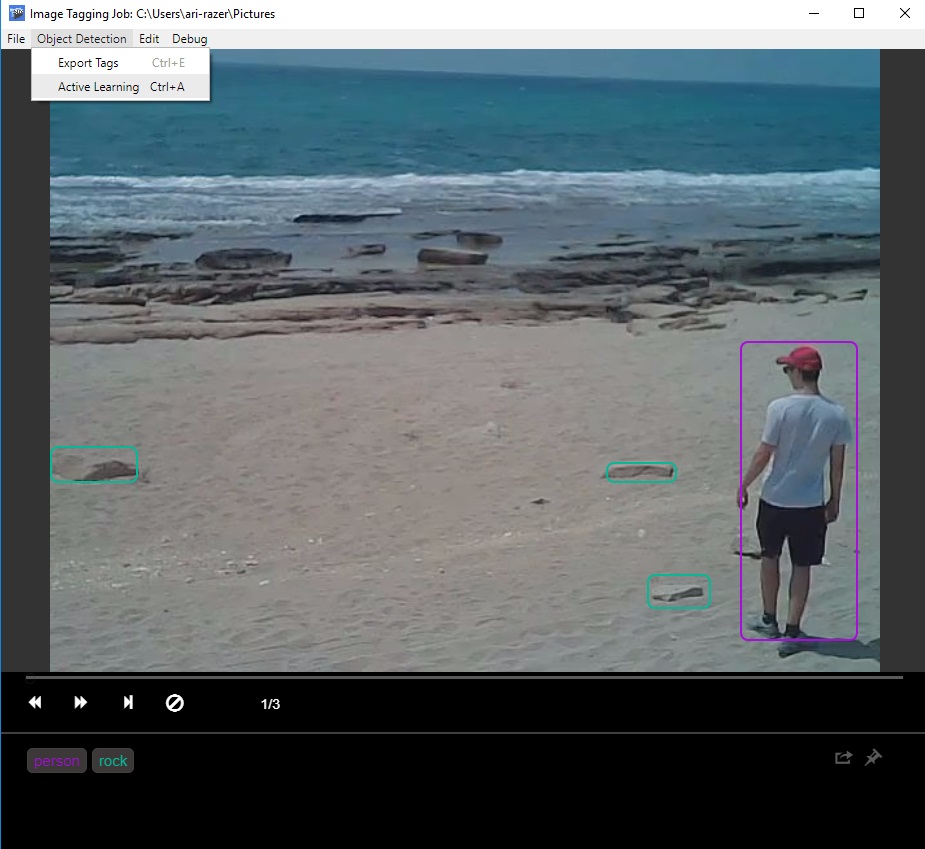 Image Tagging Job: C:\Users\ari-razer\Pictures
File Object Detection Edit Debug
Export Tags Ctrl+E
Active Learning Ctrl+A
1/3
person rock